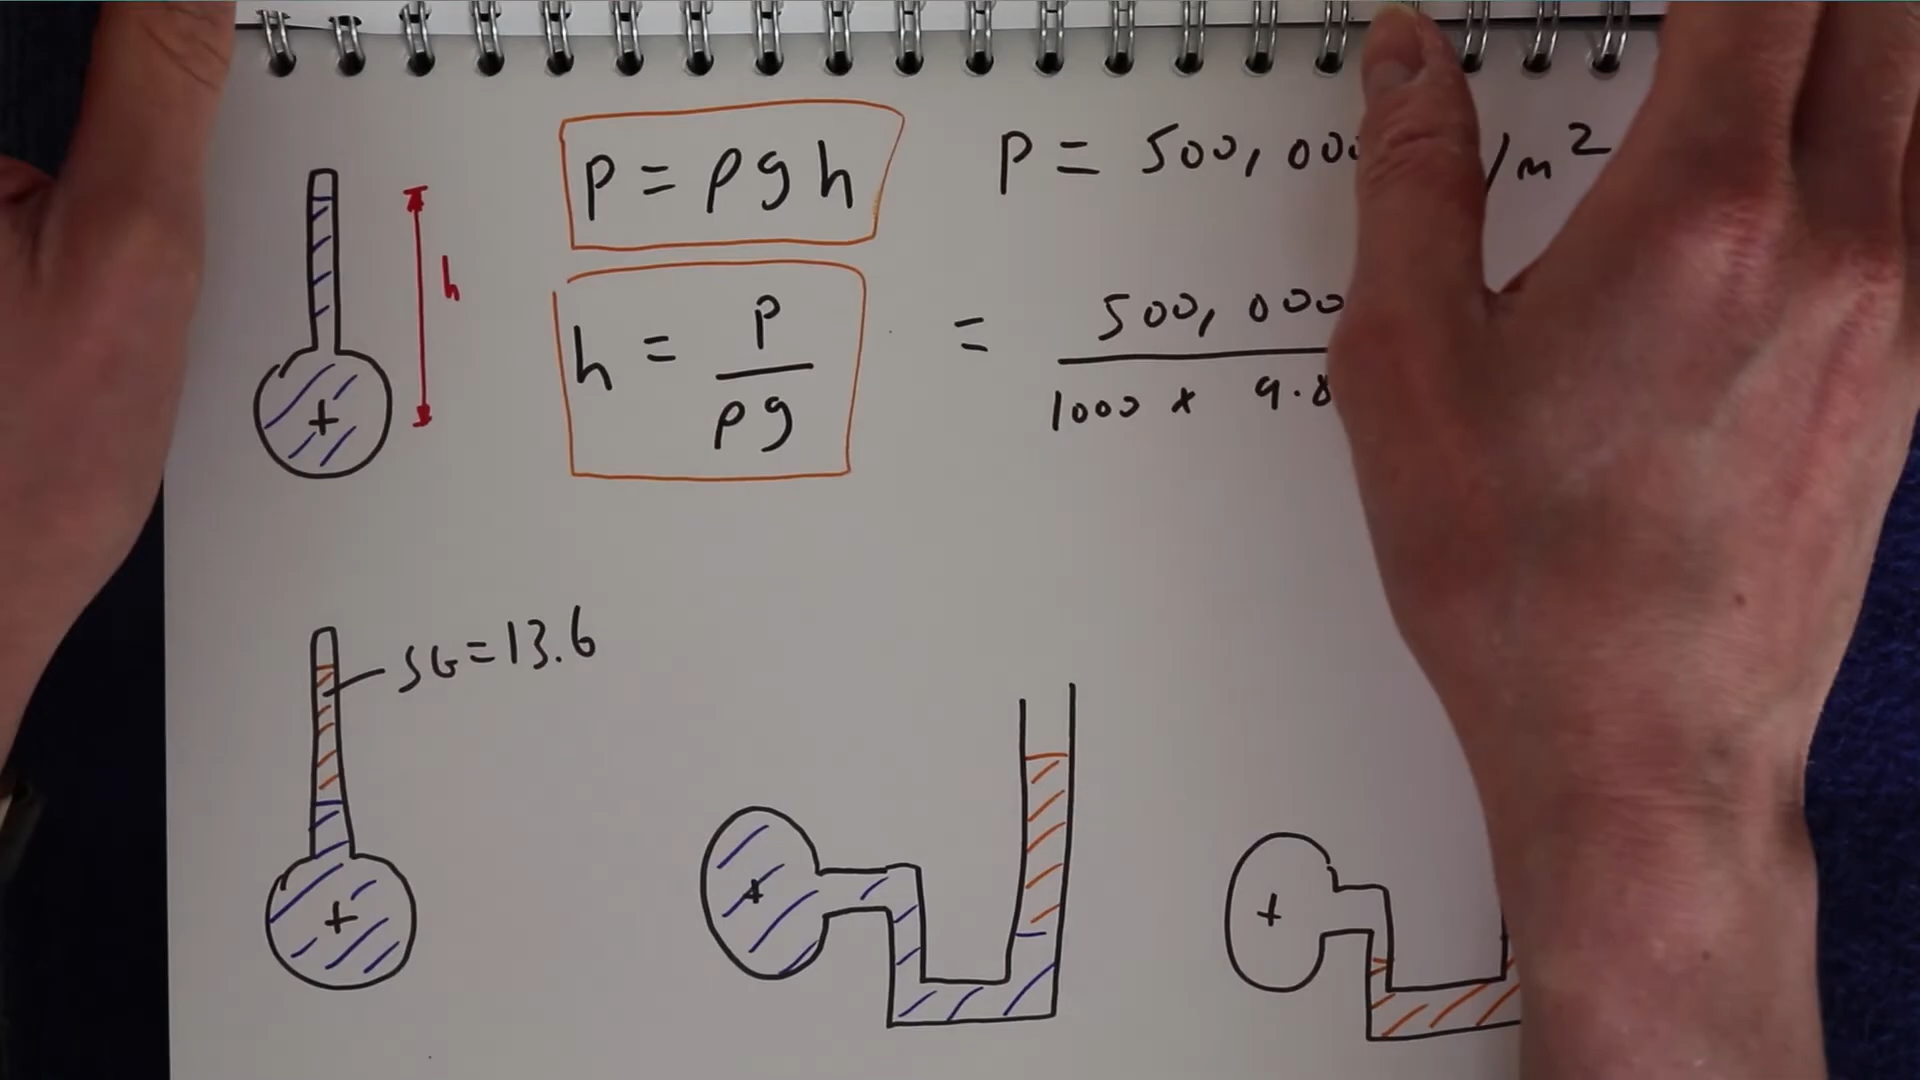 P = ρgh
P = 500,000 /m²
h
h = P/ρg = 500,000/1000 × 9.8
+
SG = 13.6
+
+
+